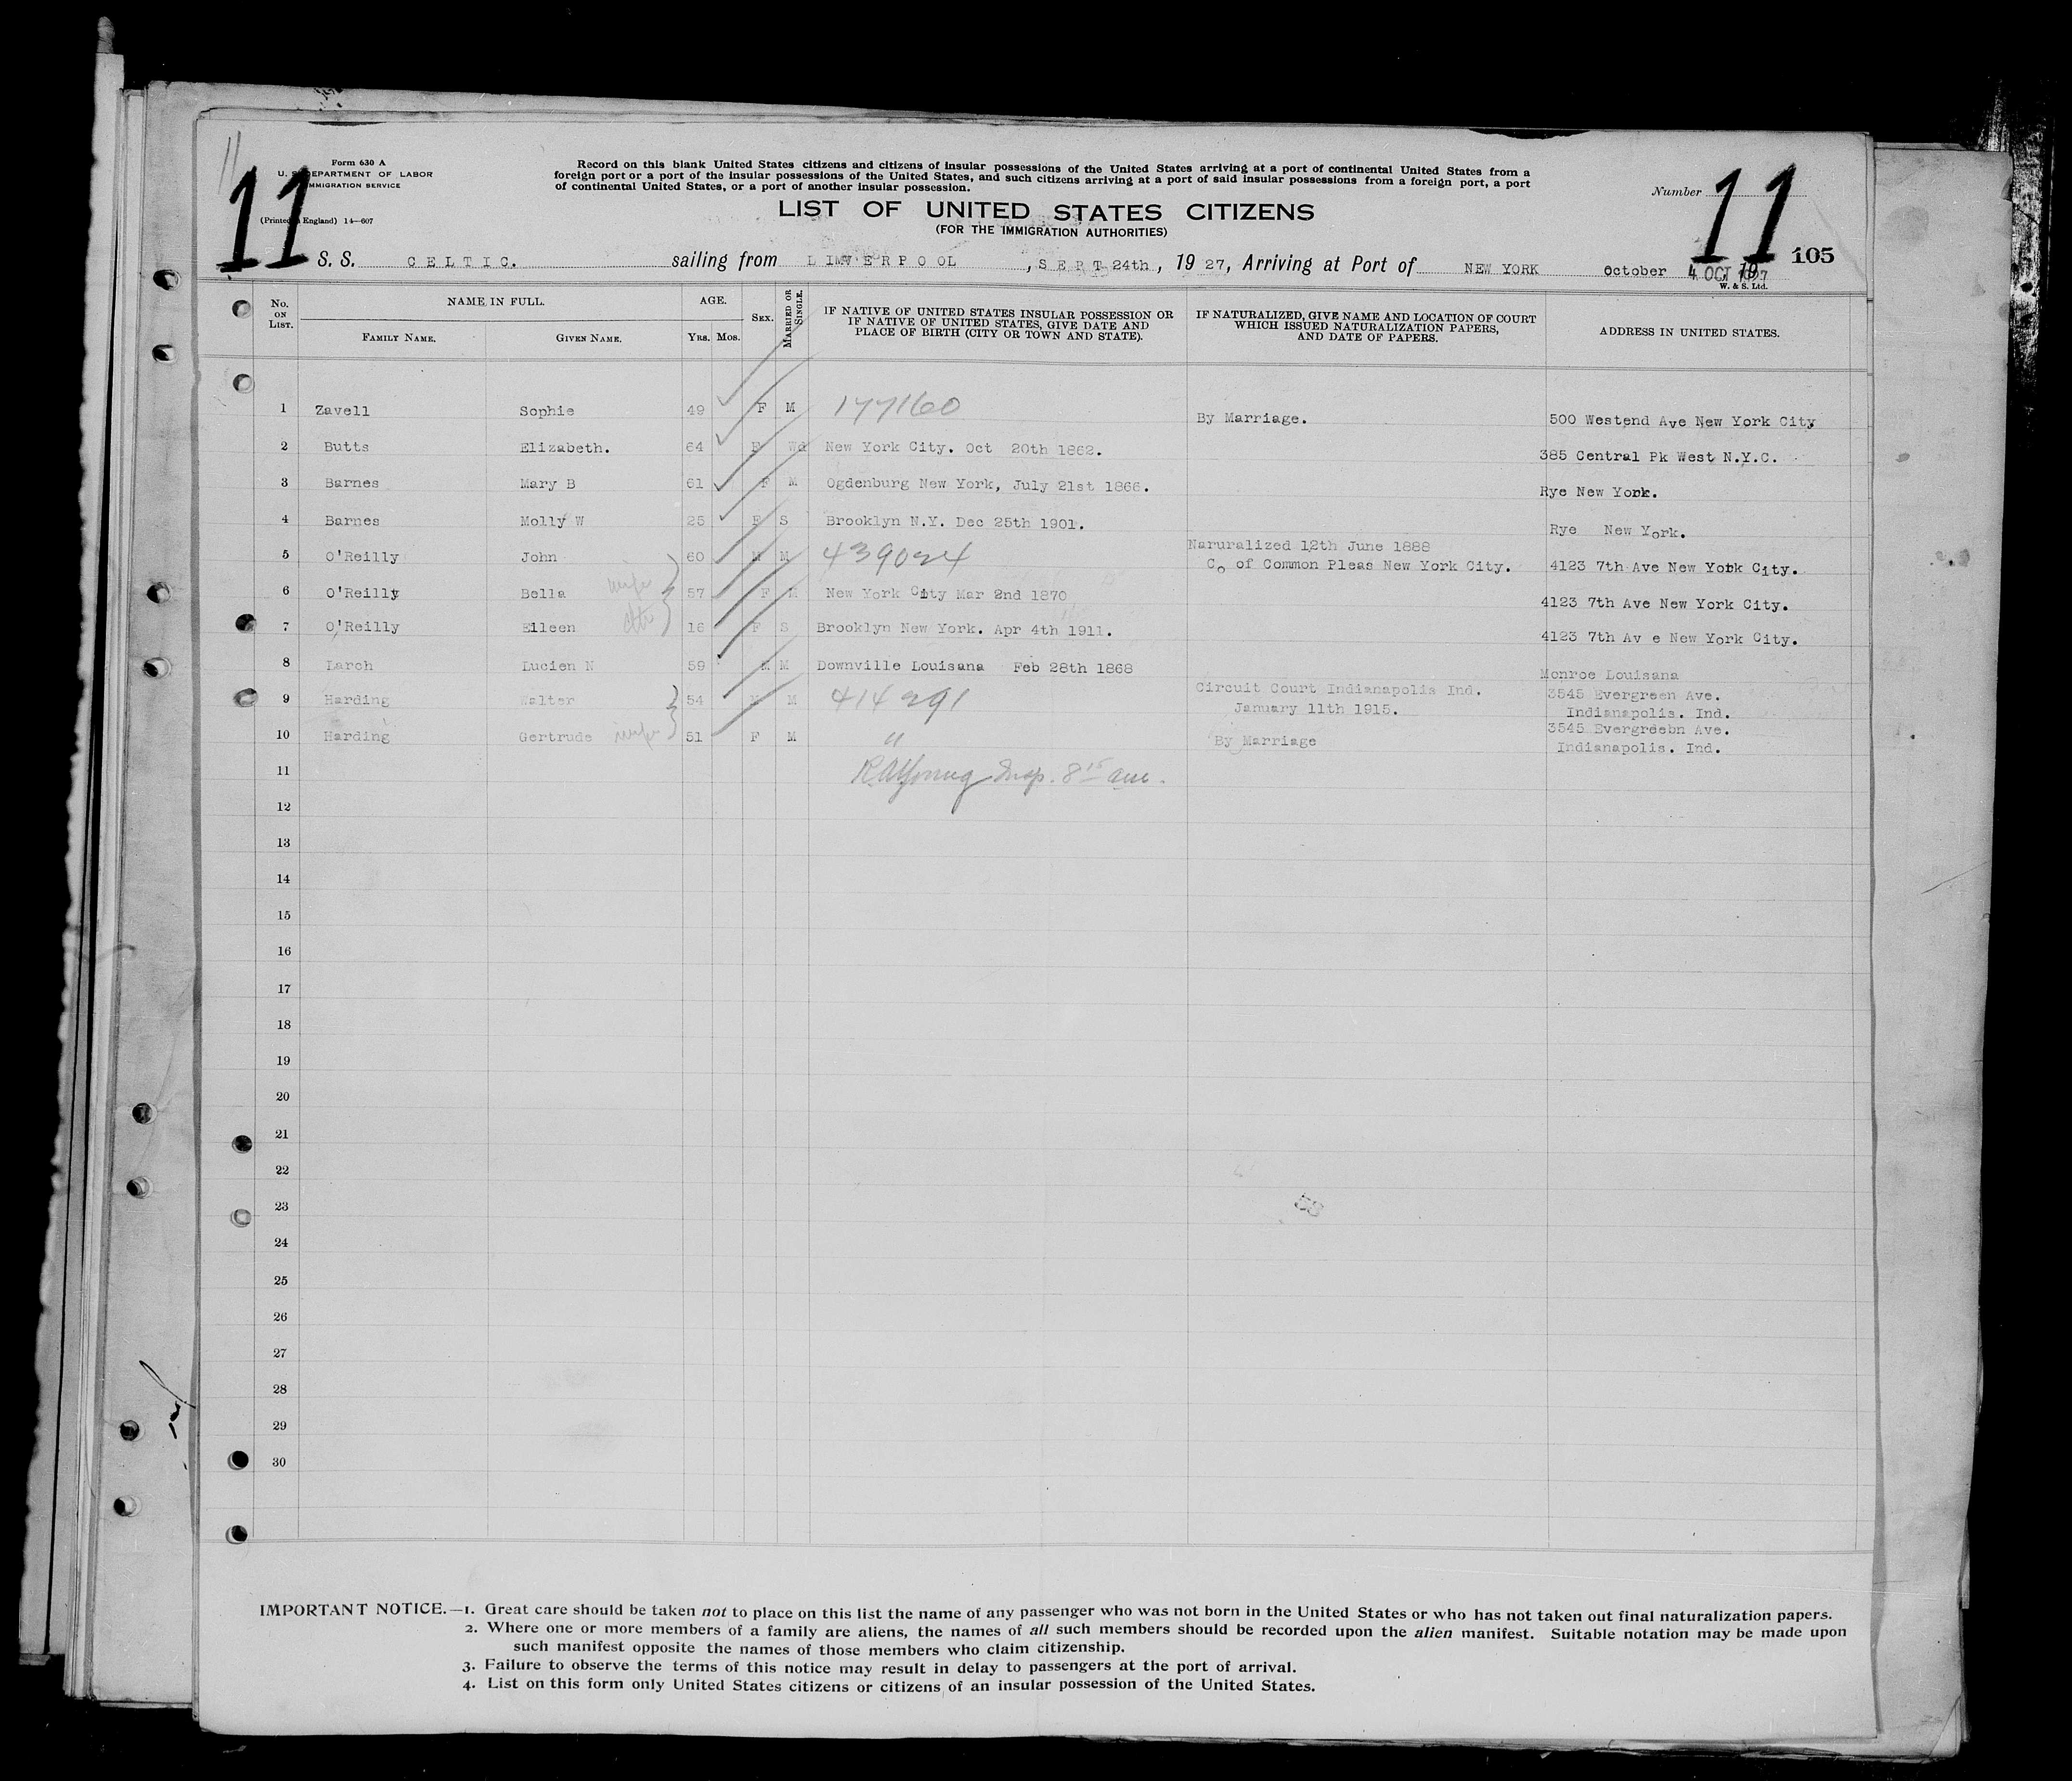 11
Form 630 A
U. S. DEPARTMENT OF LABOR
IMMIGRATION SERVICE
(Printed in England) 14—607
11
Record on this blank United States citizens and citizens of insular possessions of the United States arriving at a port of continental United States from a
foreign port or a port of the insular possessions of the United States, and such citizens arriving at a port of said insular possessions from a foreign port, a port
of continental United States, or a port of another insular possession.
Number 11
LIST OF UNITED STATES CITIZENS
(FOR THE IMMIGRATION AUTHORITIES)
105
S. S. CELTIC. sailing from LIVERPOOL, SEPT 24th, 1927, Arriving at Port of NEW YORK October 4 OCT 1927
W. & S. Ltd.
No. ON LIST. NAME IN FULL. AGE. SEX. MARRIED OR SINGLE. IF NATIVE OF UNITED STATES INSULAR POSSESSION OR IF NATIVE OF UNITED STATES, GIVE DATE AND PLACE OF BIRTH (CITY OR TOWN AND STATE). IF NATURALIZED, GIVE NAME AND LOCATION OF COURT WHICH ISSUED NATURALIZATION PAPERS, AND DATE OF PAPERS. ADDRESS IN UNITED STATES.
FAMILY NAME. GIVEN NAME. Yrs. Mos.
1 Zavell Sophie 49 F M 177160 By Marriage. 500 Westend Ave New York City
2 Butts Elizabeth. 64 F Wd New York City. Oct 20th 1862. 385 Central Pk West N.Y.C.
3 Barnes Mary B 61 F M Ogdenburg New York, July 21st 1866. Rye New York.
4 Barnes Molly W 25 F S Brooklyn N.Y. Dec 25th 1901. Rye New York.
5 O'Reilly John 60 M M 439024 Naruralized 12th June 1888
Co of Common Pleas New York City. 4123 7th Ave New York City.
6 O'Reilly Bella wife 57 F M New York City Mar 2nd 1870 4123 7th Ave New York City.
7 O'Reilly Eileen dtr 16 F S Brooklyn New York. Apr 4th 1911. 4123 7th Av e New York City.
8 Larch Lucien N 59 M M Downville Louisana Feb 28th 1868 Monroe Louisana
9 Harding Walter 54 M M 414291 Circuit Court Indianapolis Ind. 3545 Evergreen Ave.
January 11th 1915. Indianapolis. Ind.
10 Harding Gertrude wife 51 F M " By Marriage 3545 Evergreebn Ave.
Indianapolis. Ind.
11 R.A. Young Insp. 8 15 am.
12
13
14
15
16
17
18
19
20
21
22
23
24
25
26
27
28
29
30
IMPORTANT NOTICE.—1. Great care should be taken not to place on this list the name of any passenger who was not born in the United States or who has not taken out final naturalization papers.
2. Where one or more members of a family are aliens, the names of all such members should be recorded upon the alien manifest. Suitable notation may be made upon
such manifest opposite the names of those members who claim citizenship.
3. Failure to observe the terms of this notice may result in delay to passengers at the port of arrival.
4. List on this form only United States citizens or citizens of an insular possession of the United States.